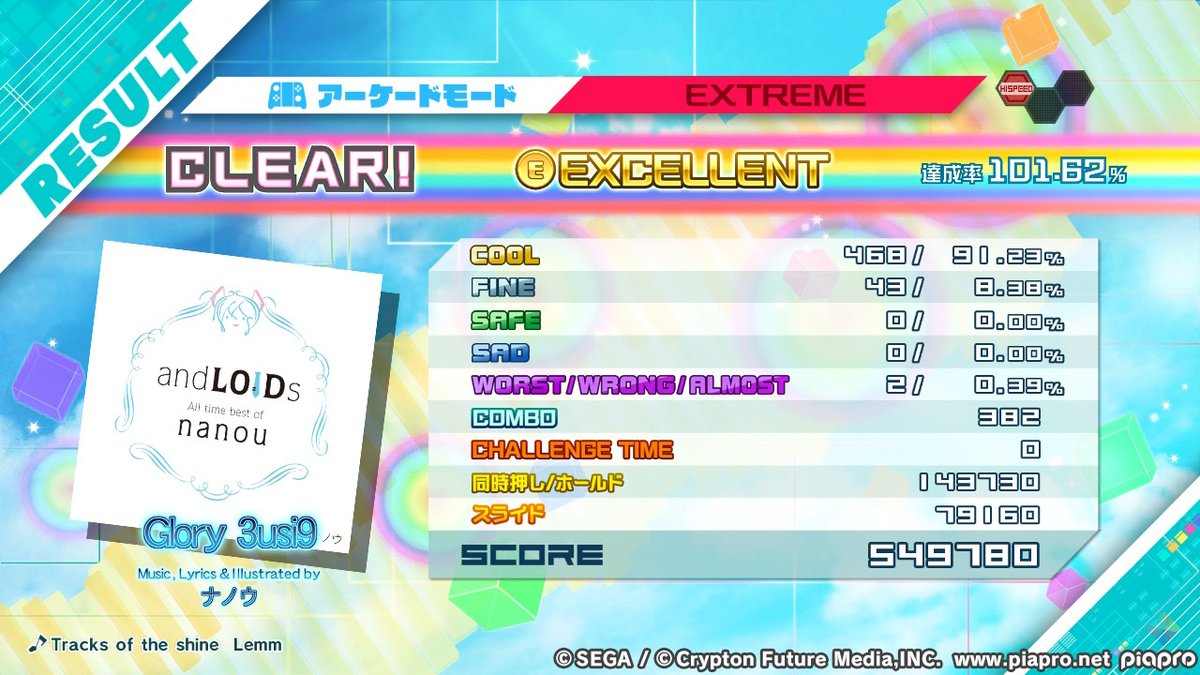 RESULT
アーケードモード EXTREME HISPEED
CLEAR! E EXCELLENT 達成率 101.62%
COOL 468/ 91.23%
FINE 43/ 8.38%
SAFE 0/ 0.00%
SAD 0/ 0.00%
WORST/WRONG/ALMOST 2/ 0.39%
COMBO 382
CHALLENGE TIME 0
同時押し/ホールド 143730
スライド 79160
SCORE 549780
andLOIDs
All time best of
nanou
Glory 3usi9
ノウ
Music, Lyrics & Illustrated by
ナノウ
♪Tracks of the shine Lemm
©SEGA / ©Crypton Future Media,INC. www.piapro.net piapro